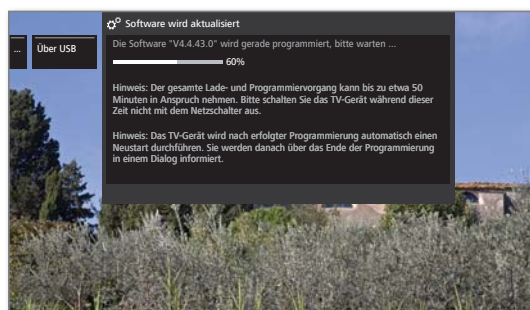 Software wird aktualisiert
... Über USB
Die Software "V4.4.43.0" wird gerade programmiert, bitte warten ...
60%
Hinweis: Der gesamte Lade- und Programmiervorgang kann bis zu etwa 50
Minuten in Anspruch nehmen. Bitte schalten Sie das TV-Gerät während dieser
Zeit nicht mit dem Netzschalter aus.
Hinweis: Das TV-Gerät wird nach erfolgter Programmierung automatisch einen
Neustart durchführen. Sie werden danach über das Ende der Programmierung
in einem Dialog informiert.